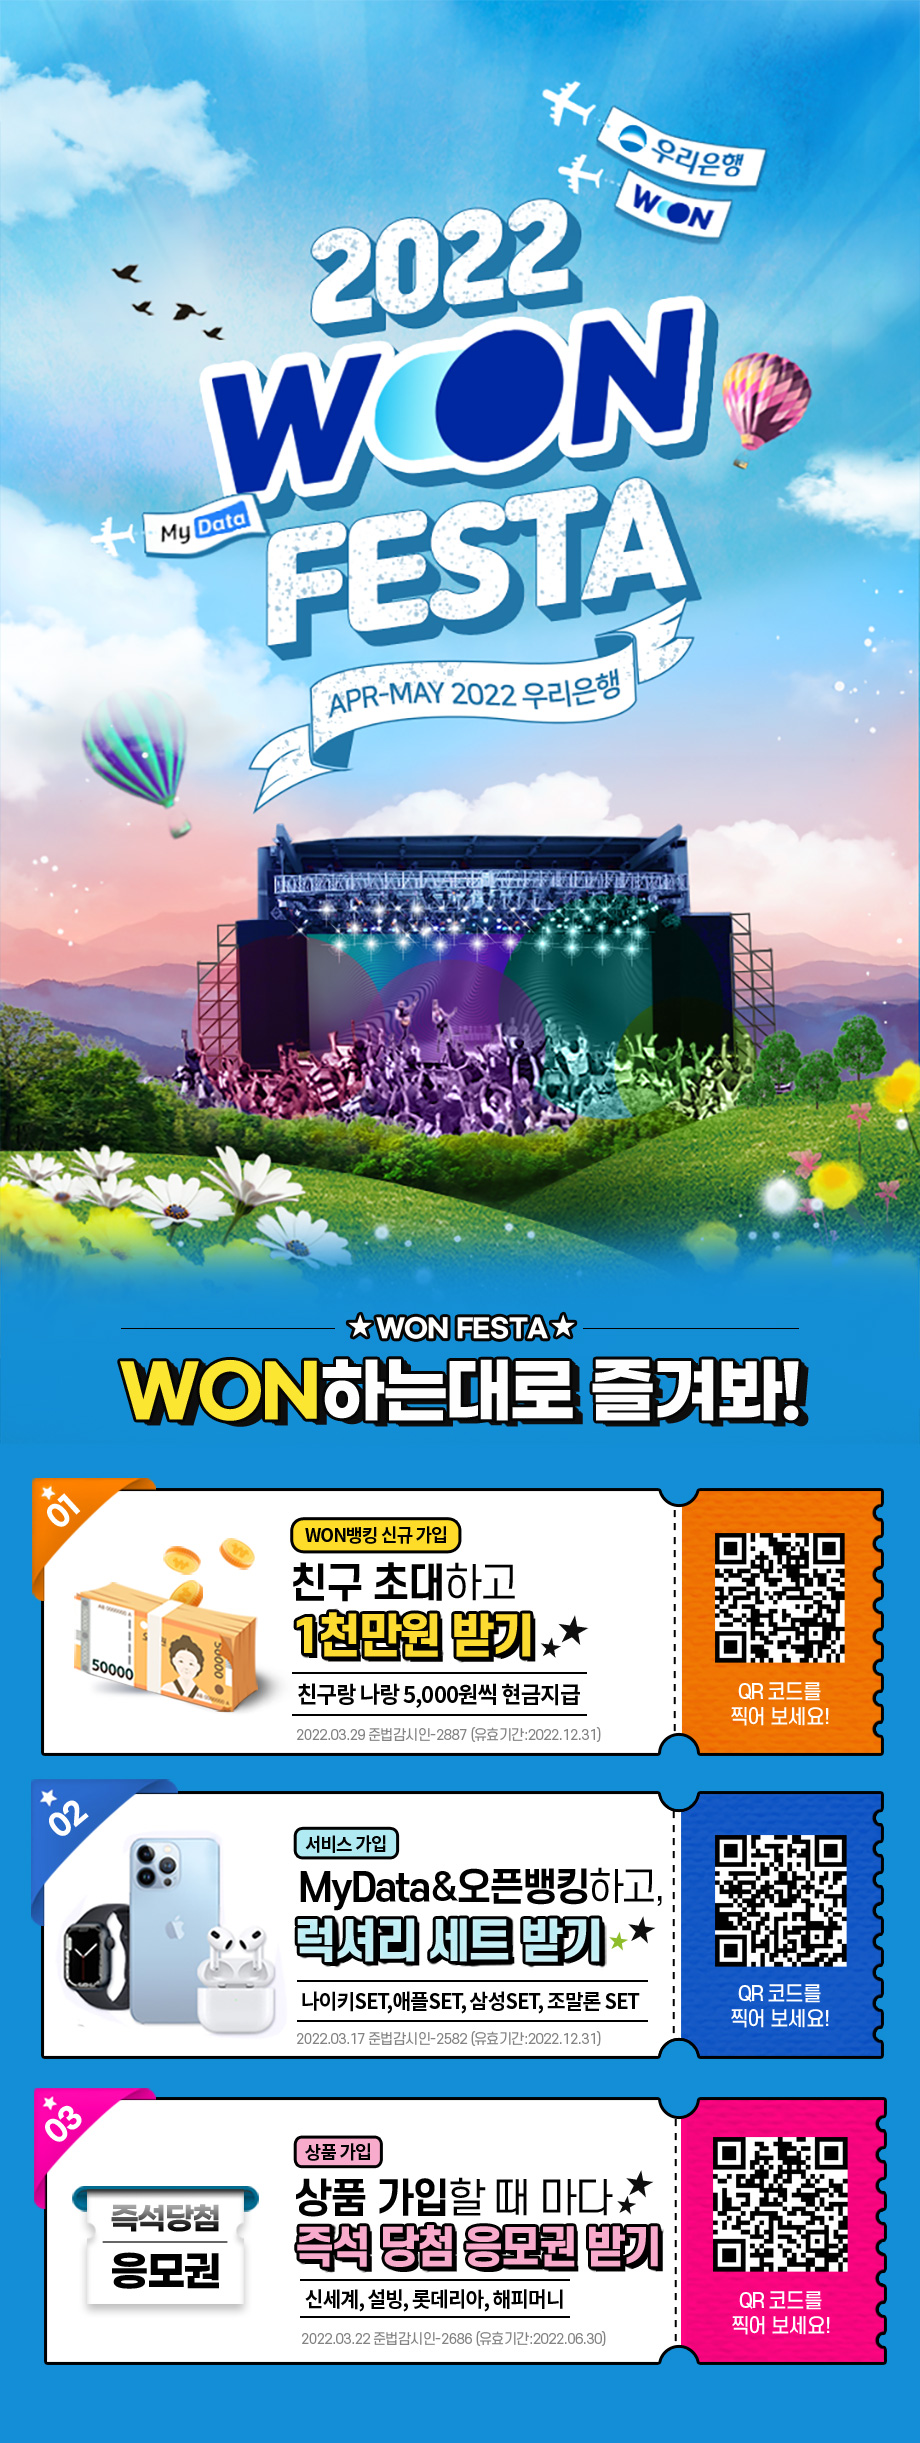 우리은행
WON
2022
WON
My Data
FESTA
APR-MAY 2022 우리은행
★WON FESTA★
WON하는대로 즐겨봐!
01
WON뱅킹 신규 가입
친구 초대하고
1천만원 받기
친구랑 나랑 5,000원씩 현금지급
2022.03.29 준법감시인-2887 (유효기간:2022.12.31)
50000
50000
QR 코드를
찍어 보세요!
02
서비스 가입
MyData&오픈뱅킹하고,
럭셔리 세트 받기
나이키SET,애플SET, 삼성SET, 조말론 SET
2022.03.17 준법감시인-2582 (유효기간:2022.12.31)
QR 코드를
찍어 보세요!
03
즉석당첨
응모권
상품 가입
상품 가입할 때 마다
즉석 당첨 응모권 받기
신세계, 설빙, 롯데리아, 해피머니
2022.03.22 준법감시인-2686 (유효기간:2022.06.30)
QR 코드를
찍어 보세요!